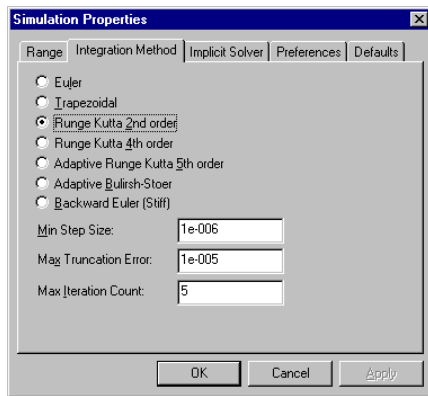 Simulation Properties
Range Integration Method Implicit Solver Preferences Defaults
Euler
Trapezoidal
Runge Kutta 2nd order
Runge Kutta 4th order
Adaptive Runge Kutta 5th order
Adaptive Bulirsh-Stoer
Backward Euler (Stiff)
Min Step Size: 1e-006
Max Truncation Error: 1e-005
Max Iteration Count: 5
OK Cancel Apply